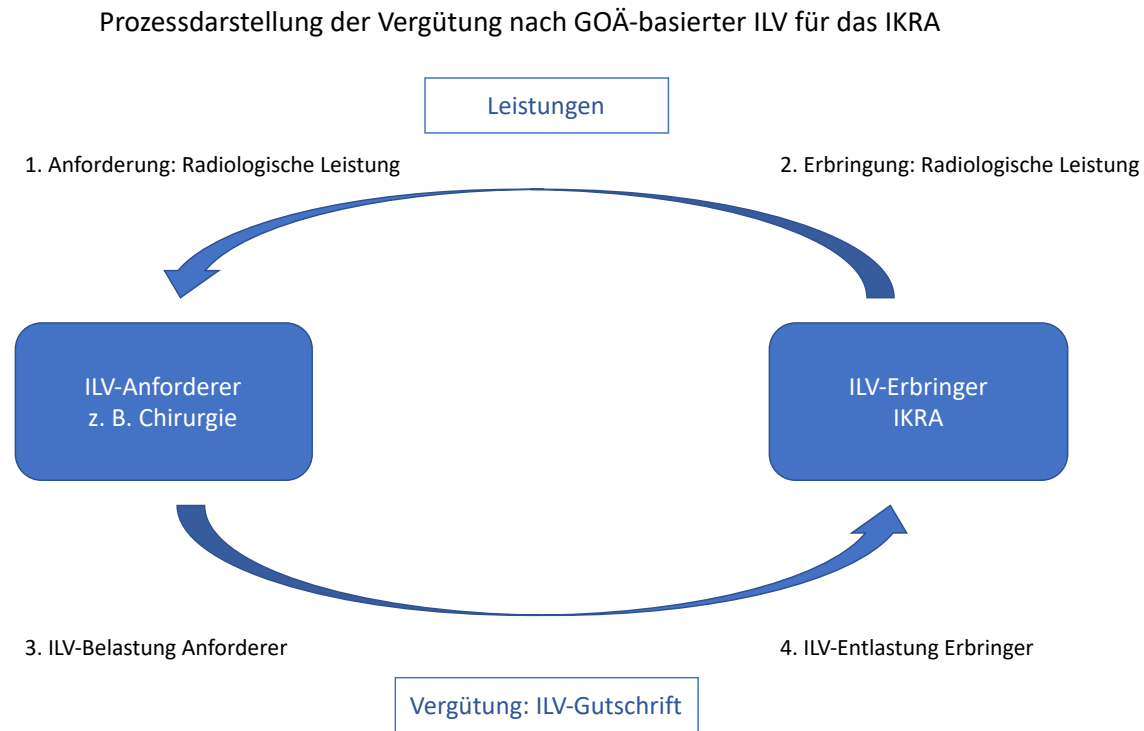 Prozessdarstellung der Vergütung nach GOÄ-basierter ILV für das IKRA
Leistungen
1. Anforderung: Radiologische Leistung
2. Erbringung: Radiologische Leistung
ILV-Anforderer
z. B. Chirurgie
ILV-Erbringer
IKRA
3. ILV-Belastung Anforderer
4. ILV-Entlastung Erbringer
Vergütung: ILV-Gutschrift